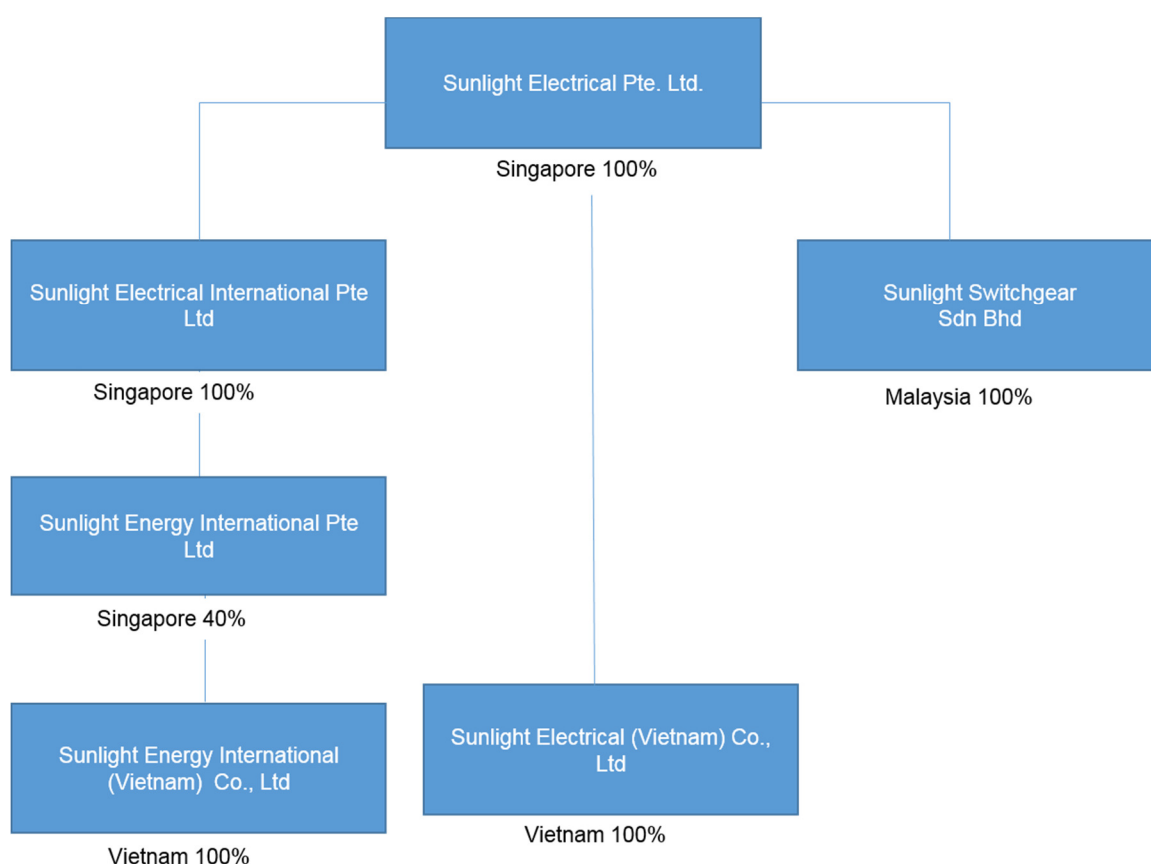 Sunlight Electrical Pte. Ltd.
Singapore 100%
Sunlight Electrical International Pte
Ltd
Singapore 100%
Sunlight Switchgear
Sdn Bhd
Malaysia 100%
Sunlight Energy International Pte
Ltd
Singapore 40%
Sunlight Energy International
(Vietnam) Co., Ltd
Vietnam 100%
Sunlight Electrical (Vietnam) Co.,
Ltd
Vietnam 100%